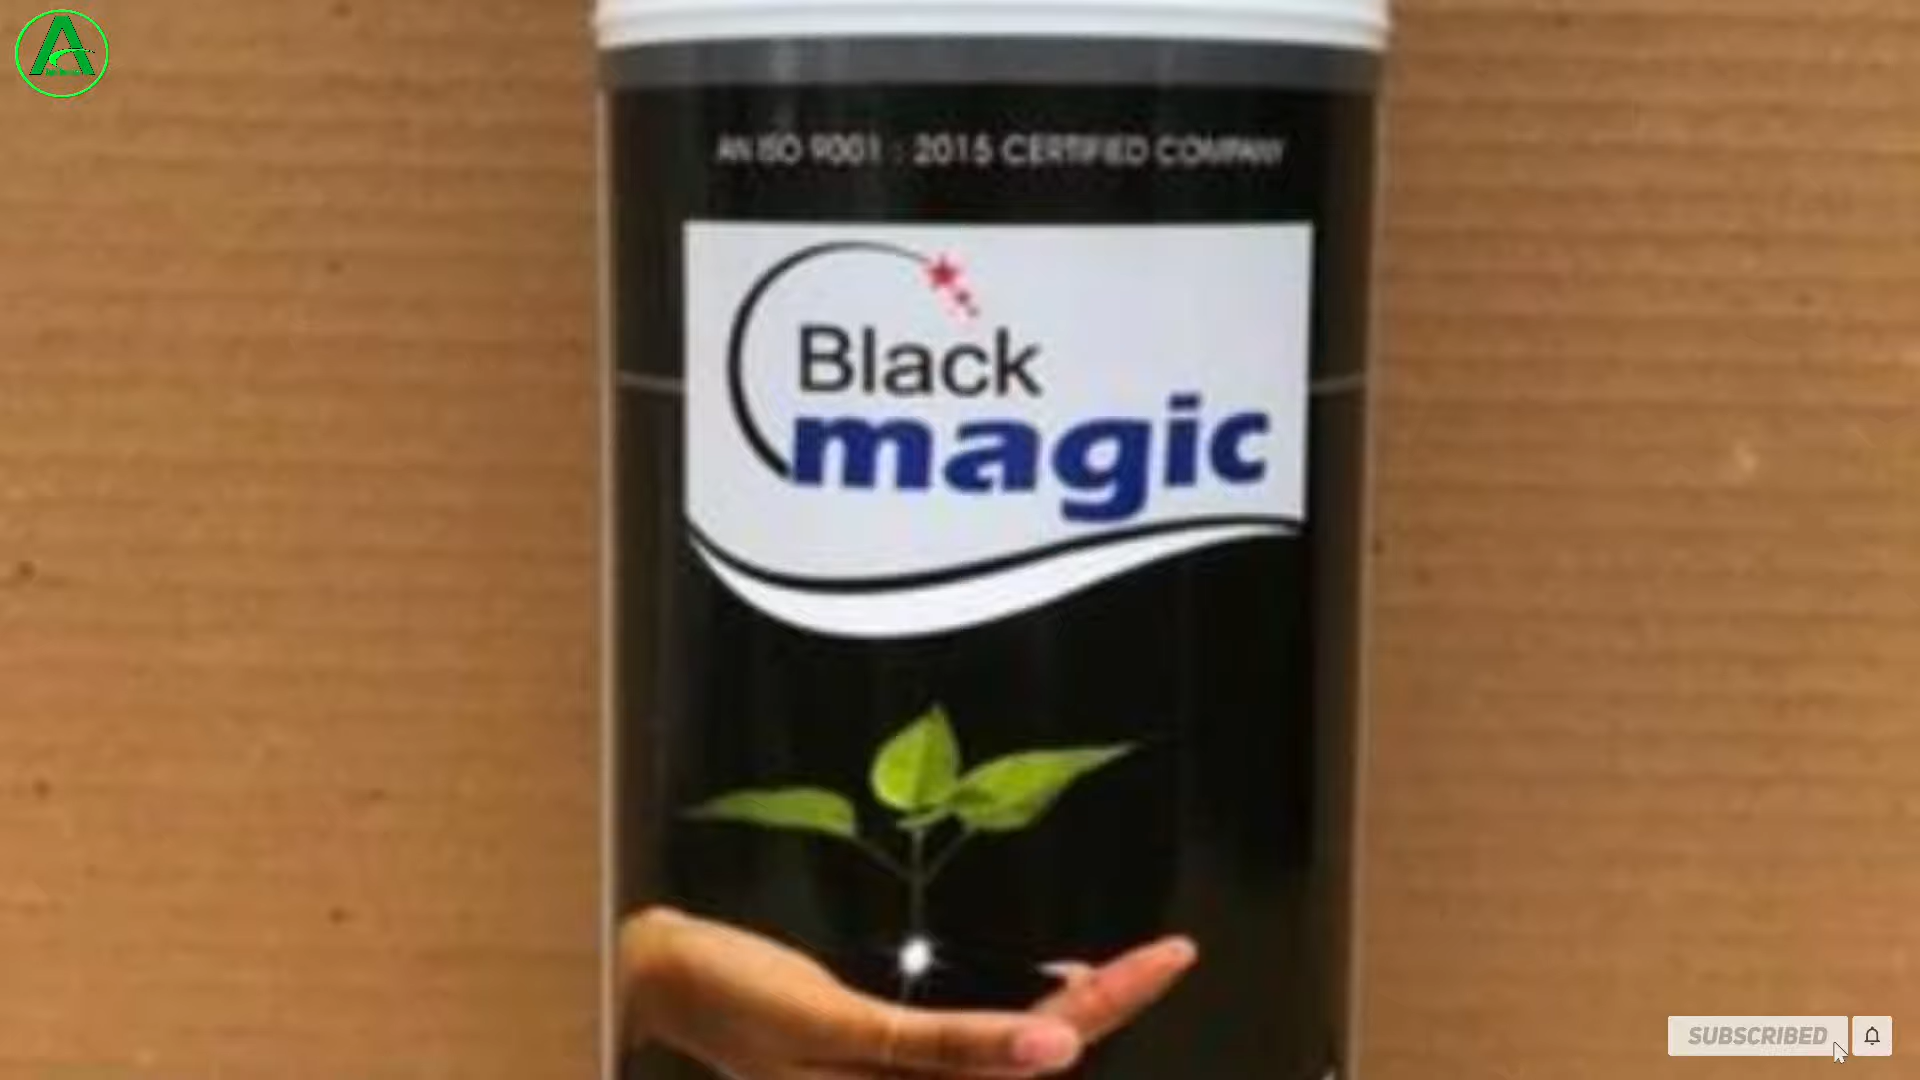 A
AN ISO 9001 : 2015 CERTIFIED COMPANY
Black
magic
SUBSCRIBED